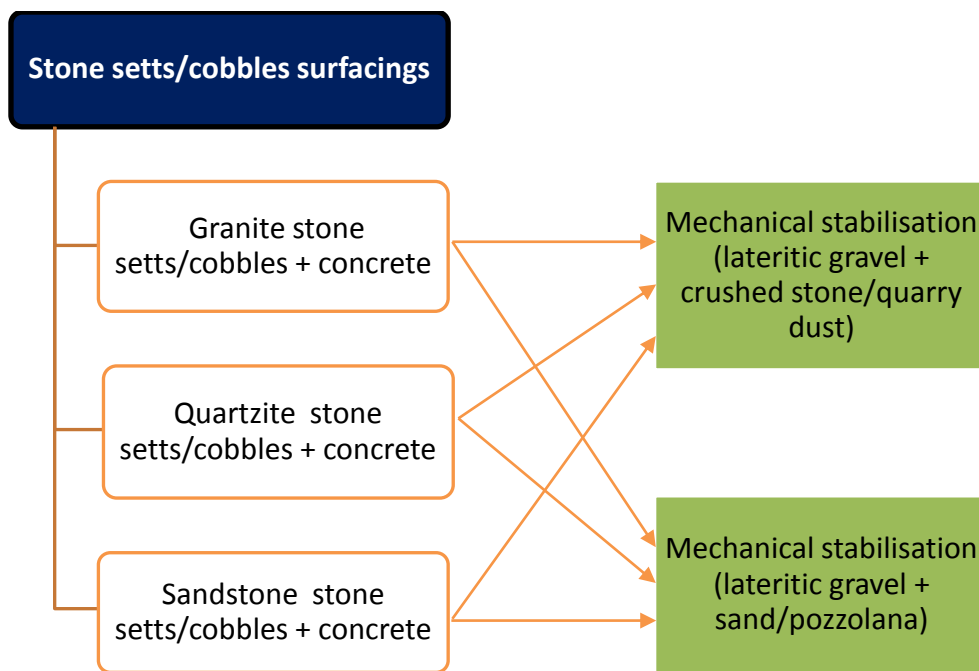 Stone setts/cobbles surfacings
Granite stone
setts/cobbles + concrete
Quartzite  stone
setts/cobbles + concrete
Sandstone  stone
setts/cobbles + concrete
Mechanical stabilisation
(lateritic gravel +
crushed stone/quarry
dust)
Mechanical stabilisation
(lateritic gravel +
sand/pozzolana)